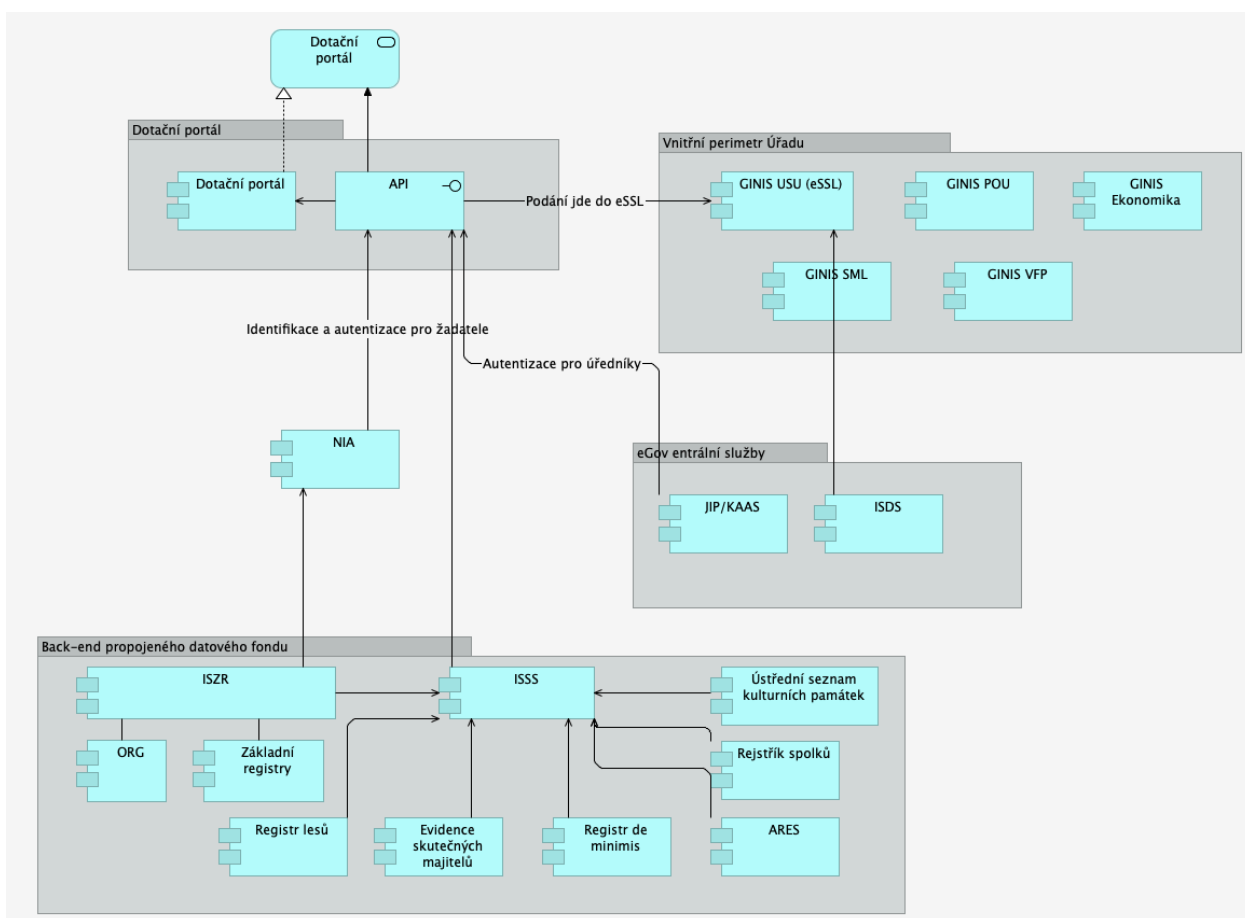 Dotační
portál
Dotační portál
Dotační portál
API
Vnitřní perimetr Úřadu
GINIS USU (eSSL)
GINIS POU
GINIS
Ekonomika
Podání jde do eSSL
GINIS SML
GINIS VFP
Identifikace a autentizace pro žadatele
Autentizace pro úředníky
NIA
eGov entrální služby
JIP/KAAS
ISDS
Back-end propojeného datového fondu
ISZR
ISSS
Ústřední seznam
kulturních památek
ORG
Základní
registry
Rejstřík spolků
Registr lesů
Evidence
skutečných
majitelů
Registr de
minimis
ARES